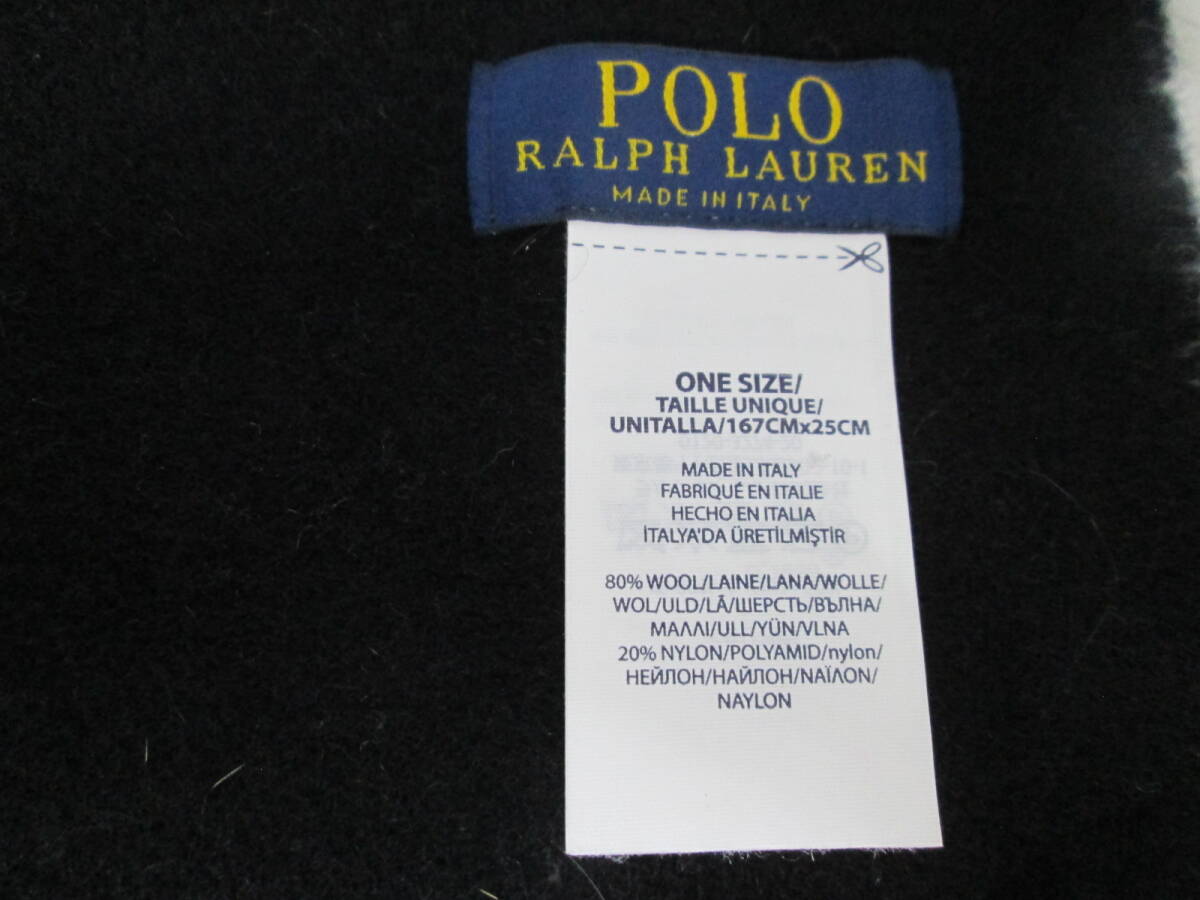 POLO
RALPH LAUREN
MADE IN ITALY
ONE SIZE/
TAILLE UNIQUE/
UNITALLA/167CMx25CM
MADE IN ITALY
FABRIQUÉ EN ITALIE
HECHO EN ITALIA
İTALYA'DA ÜRETİLMİŞTİR
80% WOOL/LAINE/LANA/WOLLE/
WOL/ULD/LÃ/ШЕРСТЬ/ВЪЛНА/
ΜΑΛΛΙ/ULL/YÜN/VLNA
20% NYLON/POLYAMID/nylon/
НЕЙЛОН/НАЙЛОН/ΝΑΪΛΟΝ/
NAYLON